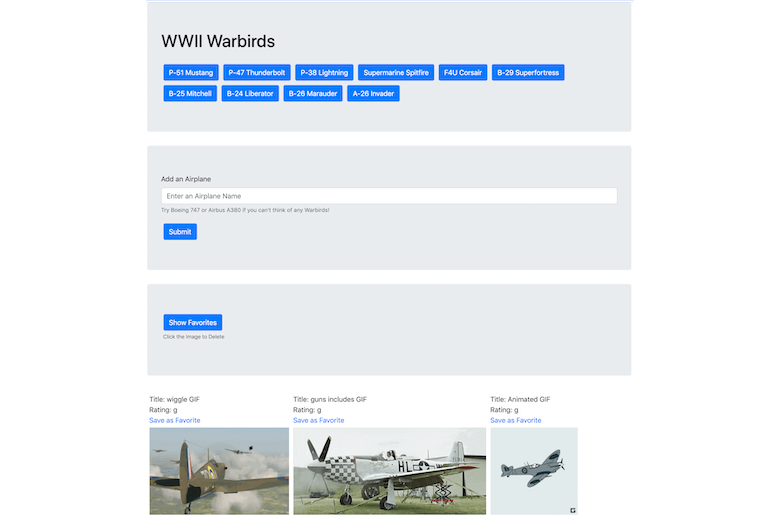 WWII Warbirds
P-51 Mustang P-47 Thunderbolt P-38 Lightning Supermarine Spitfire F4U Corsair B-29 Superfortress
B-25 Mitchell B-24 Liberator B-26 Marauder A-26 Invader
Add an Airplane
Enter an Airplane Name
Try Boeing 747 or Airbus A380 if you can't think of any Warbirds!
Submit
Show Favorites
Click the Image to Delete
Title: wiggle GIF Title: guns includes GIF Title: Animated GIF
Rating: g Rating: g Rating: g
Save as Favorite Save as Favorite Save as Favorite
HL